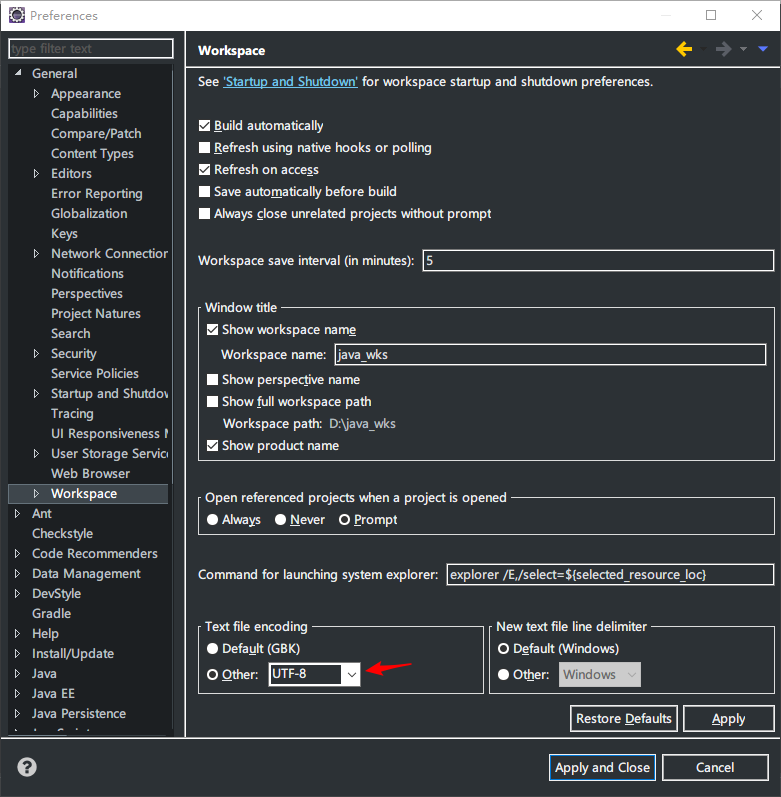 Preferences
type filter text
General
Appearance
Capabilities
Compare/Patch
Content Types
Editors
Error Reporting
Globalization
Keys
Network Connection
Notifications
Perspectives
Project Natures
Search
Security
Service Policies
Startup and Shutdow
Tracing
UI Responsiveness M
User Storage Servic
Web Browser
Workspace
Ant
Checkstyle
Code Recommenders
Data Management
DevStyle
Gradle
Help
Install/Update
Java
Java EE
Java Persistence
Workspace
See 'Startup and Shutdown' for workspace startup and shutdown preferences.
Build automatically
Refresh using native hooks or polling
Refresh on access
Save automatically before build
Always close unrelated projects without prompt
Workspace save interval (in minutes): 5
Window title
Show workspace name
Workspace name: java_wks
Show perspective name
Show full workspace path
Workspace path: D:\java_wks
Show product name
Open referenced projects when a project is opened
Always Never Prompt
Command for launching system explorer: explorer /E,/select=${selected_resource_loc}
Text file encoding
Default (GBK)
Other: UTF-8
New text file line delimiter
Default (Windows)
Other: Windows
Restore Defaults Apply
? Apply and Close Cancel